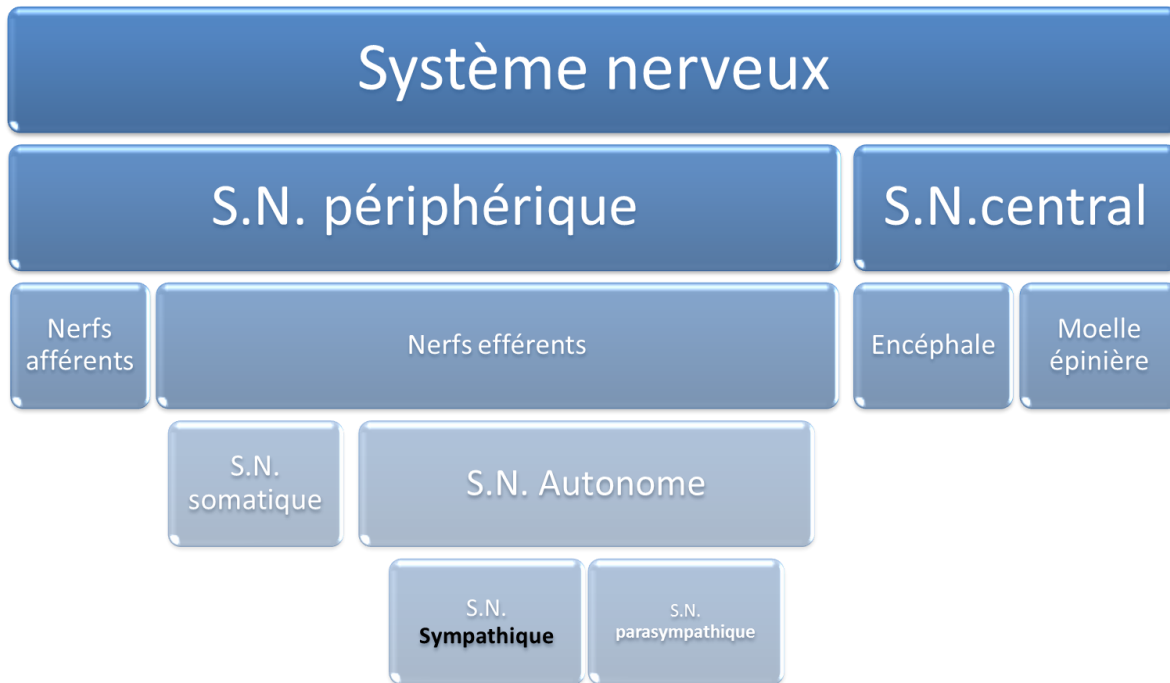 Système nerveux
S.N. périphérique
S.N.central
Nerfs
afférents
Nerfs efférents
Encéphale
Moelle
épinière
S.N.
somatique
S.N. Autonome
S.N.
Sympathique
S.N.
parasympathique